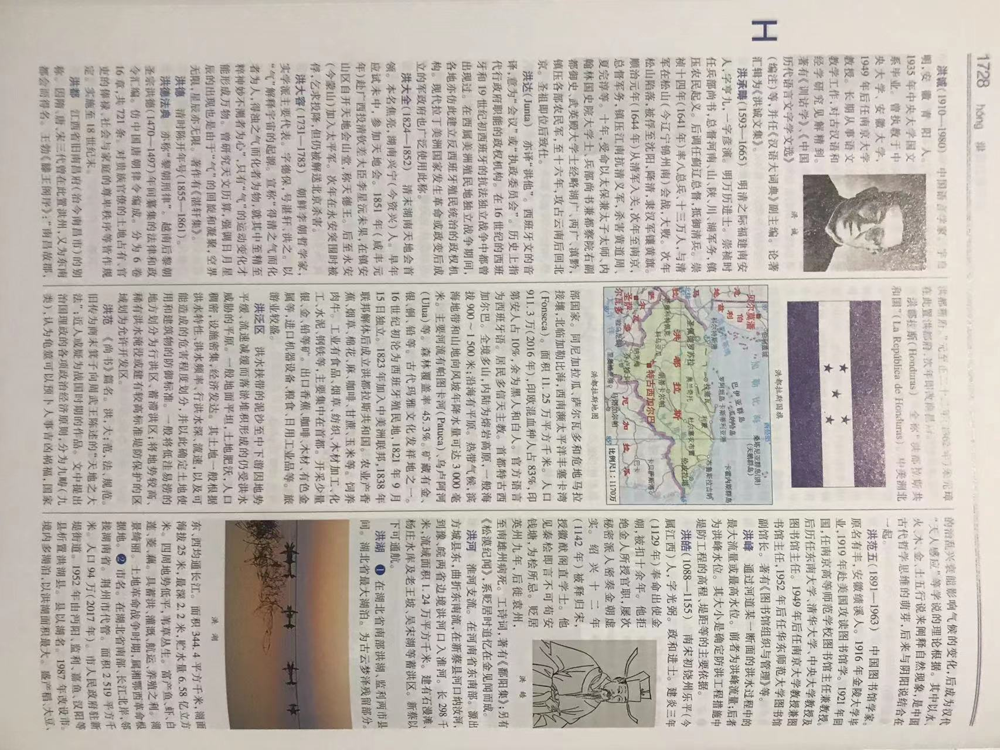 1728 hóng 洪
H
洪诚(1910—1980) 中国语言学家。字自
明,安徽青阳人。
1935年中央大学国文
系毕业。曾执教于中
央大学、安徽大学,
1949年后任南京大学
教授。长期从事语文
教学工作,对古汉语和
经学研究见解精到。
著有《训诂学》、《中国
历代语言文字学文选》
(编注)等,并任《汉语大词典》副主编。论著
汇辑为《洪诚文集》。
洪诚
洪承畴(1593—1665) 明清之际福建南安
人,字亨九,一字彦演。明万历进士。崇祯时
任兵部尚书,总督河南、山、陕、川、湖军务,镇
压农民起义。后调任蓟辽总督,抵御清兵。崇
祯十四年(1641年)率八总兵、十三万人,与清
军在松山(今辽宁锦州南)会战,大败。次年
松山陷落,被俘至沈阳,降清,隶汉军镶黄旗。
顺治元年(1644年)从清军入关,次年至南京,
总督军务,镇压江南抗清义军,杀害黄道周、
夏完淳等。十年,受命以太保兼太子太师、内
翰林国史院大学士、兵部尚书兼都察院右副
都御史、武英殿大学士经略湖广、两广、滇黔,
镇压各部农民军,至十六年,攻占云南后回北
京。圣祖即位后致仕。
洪达(Junta) 亦译“洪他”。西班牙文的音
译,意为“会议”或“执政委员会”。历史上指
代行政府职能的政权机构。在16世纪的西班
牙和19世纪初西班牙的抗法独立战争中都曾
出现过。在西属美洲殖民地独立战争期间,
各地亦仿此建立反西班牙殖民统治的政权机
构。现代拉丁美洲国家发生革命或政变后成
立的军政府也广泛使用此称。
洪大全(1824—1852) 清末湖南天地会首
领。本名焦亮,湖南兴宁(今资兴)人。早年
应试未中,参加天地会。1851年(咸丰元
年)赴广西投清钦差大臣李星沅未果,在镇安
山区自开天地会山堂,称天德王。后至永安
(今蒙山)加入太平军。次年在永安突围时被
俘,乞求投降,但仍被解送北京杀害。
洪大容(1731—1783) 朝鲜李朝哲学家,
实学派主要代表。字德保,号湛轩、洪之。以
“气”解释宇宙的起源。宣称“得清之气而化
者为人,得浊之气而化者为物,就其中至精至
粹神妙不测者为心”,只有“气”的运动变化才
能形成万物。曾研究天文历算,强调日月星
辰的出现也是由于“气”的回旋和凝聚,空界
无限,星辰亦无限。著作有《湛轩集》。
洪德 清时陈开年号(1855—1861)。
洪德法典 亦称“黎朝刑律”。越南后黎朝
圣宗洪德(1470—1497)年间纂集的法律和政
令汇编。仿中国唐朝律令编成。分为6卷
16章,共721条。对贵族官僚的土地占有、官
吏的俸禄、社会与家庭的尊卑秩序等皆作规
定。实施至18世纪末。
洪都 江西省旧南昌府(治今南昌市)的别
称。因隋、唐、宋三代曾在此置洪州,又为东南
都会而得名。王勃《滕王阁序》:“南昌故郡,
在此置洪都府,次年
洪都拉斯(Honduras) 全称“洪都拉斯共
和国”(La República de Honduras)。中美洲北
洪都拉斯国旗
洪都拉斯地图
伯利兹
贝尔莫潘
危地马拉
加勒比海
洪都拉斯
特古西加尔巴
圣萨尔瓦多
尼加拉瓜
比例尺1:1170万
部国家。同尼加拉瓜、萨尔瓦多和危地马拉
接壤,北临加勒比海,西南濒太平洋丰塞卡湾
(Fonseca)。面积11.25万平方千米。人口
911.3万(2016年),印欧混血种人占83%,印
第安人占10%,余为黑人和白人。官方语言
为西班牙语。居民多信天主教。首都特古西
加尔巴。全境多山,内陆为熔岩高原,一般海
拔900～1500米;沿海有平原。热带气候,滨
海地带和山地向风坡年降水量可达3000毫
米。主要河流有帕图卡河(Patuca)、乌卢阿河
(Ulua)等。森林覆盖率45.3%。矿藏有金、
银、铜、铅等。古代玛雅文化发祥地之一。
16世纪初沦为西班牙殖民地,1821年9月
15日独立。1823年加入中美洲联邦,1838年
联邦解体后成立洪都拉斯共和国。农业产香
蕉、烟草、棉花、麻、咖啡、甘蔗、玉米等。饲养
肉牛。工业有食品、烟草、纺织、木材加工、化
工、水泥、钢铁等,主要集中在首都。开采少量
银、金、铅等矿。出口香蕉、咖啡、木材、有色金
属等,进口机器设备、粮食、日用工业品等。旅
游业较盛。
洪泛区 洪水挟带的泥沙至中下游因地势
平缓、流速减缓而落淤堆积形成的仍受洪水
威胁的平原。一般地面平坦,土地肥沃,人口
稠密,设施密集,经济发达。其土地一般根据
洪水特性、洪水频率、行洪水深、流速,以及可
能造成的危害程度划分,并以此确定土地使
用和建筑物的防御标准。一般将低洼易涝的
地方划分为行洪区、蓄滞洪区;将地势较高、
稀有洪水淹没或建有较高标准堤防保护的区
域划为允许开发区。
洪范 《尚书》篇名。洪,大;范,法,规范。
旧传为商末箕子向周武王陈述的“天地之大
法”;近人或疑为战国时期的作品。文中提出
治国理政的各项政治经济原则,分为九畴(九
类),认为龟筮可以预卜人事吉凶祸福,国家
的治乱兴衰能影响气候的变化,后成为汉代
“天人感应”等学说的理论根据。其中以水、
火、木、金、土五行说来阐释自然现象,是中国
古代哲学思维的萌芽,后来与阴阳说结合在
一起。
洪范五(1891—1963) 中国图书馆学家。
原名有丰,安徽绩溪人。1916年金陵大学毕
业,1919年赴美国攻读图书馆学。1921年回
国,任南京高等师范学校图书馆主任兼教授。
后历任东南大学、清华大学、中央大学教授及
图书馆主任。1949年后任南京大学教授兼图
书馆主任,1952年后任华东师范大学图书馆
副馆长。著有《图书馆组织与管理》等。
洪峰 通过河道某一断面的洪水过程中的
最大流量或最高水位。前者为洪峰流量;后者
为洪峰水位。其大小是确定防洪工程措施中
堤防工程的高程、堤距等的主要依据。
洪皓(1088—1155) 南宋初饶州乐平(今
属江西)人,字光弼。政和进士。建炎三年
(1129年)奉命出使金
朝,被扣十余年。他拒
绝金人所授官职,屡次
秘密派人密奏金朝虚
实。绍兴十二年
(1142年)被释归宋,
授徽猷阁直学士。他
见秦桧即言不可苟安
钱塘,为桧所忌。贬居
英州九年,后徙袁州,
至南雄州病死。工诗词,著有《鄱阳集》;另有
《松漠纪闻》,系贬居时追忆在金见闻而成。
洪皓
洪河 淮河支流。在河南省东南部。源出
方城县东,曲折东南流,在新蔡县河口纳汝河,
到豫、皖两省边境洪河口入淮河。长298千
米,流域面积1.24万平方千米。建有石漫滩、
杨庄水库及老王坡、吴宋湖等蓄洪区。新蔡以
下可通航。
洪湖 ❶在湖北省南部洪湖、监利两市县
间。湖北省最大湖泊。为古云梦泽残留部分。
洪湖
东、西均通长江。面积344.4平方千米,湖面
海拔25米,最深2.2米,贮水量6.58亿立方
米。四周地势低平,苇草丛生。富产鱼、虾、白
莲、菱、藕。具蓄洪、灌溉、航运、养殖之利。湖
景绮丽。土地革命战争时期,属湘鄂西革命根
据地。❷市名。在湖北省南部、长江北岸,邻
接湖南省。荆州市代管。面积2519平方千
米。人口94万(2017年)。市人民政府驻新
堤街道。1952年由沔阳、监利、嘉鱼、汉阳等
县析置洪湖县。县以湖名。1987年改设市。
境内多湖泊,以洪湖面积最大。盛产稻、大豆、